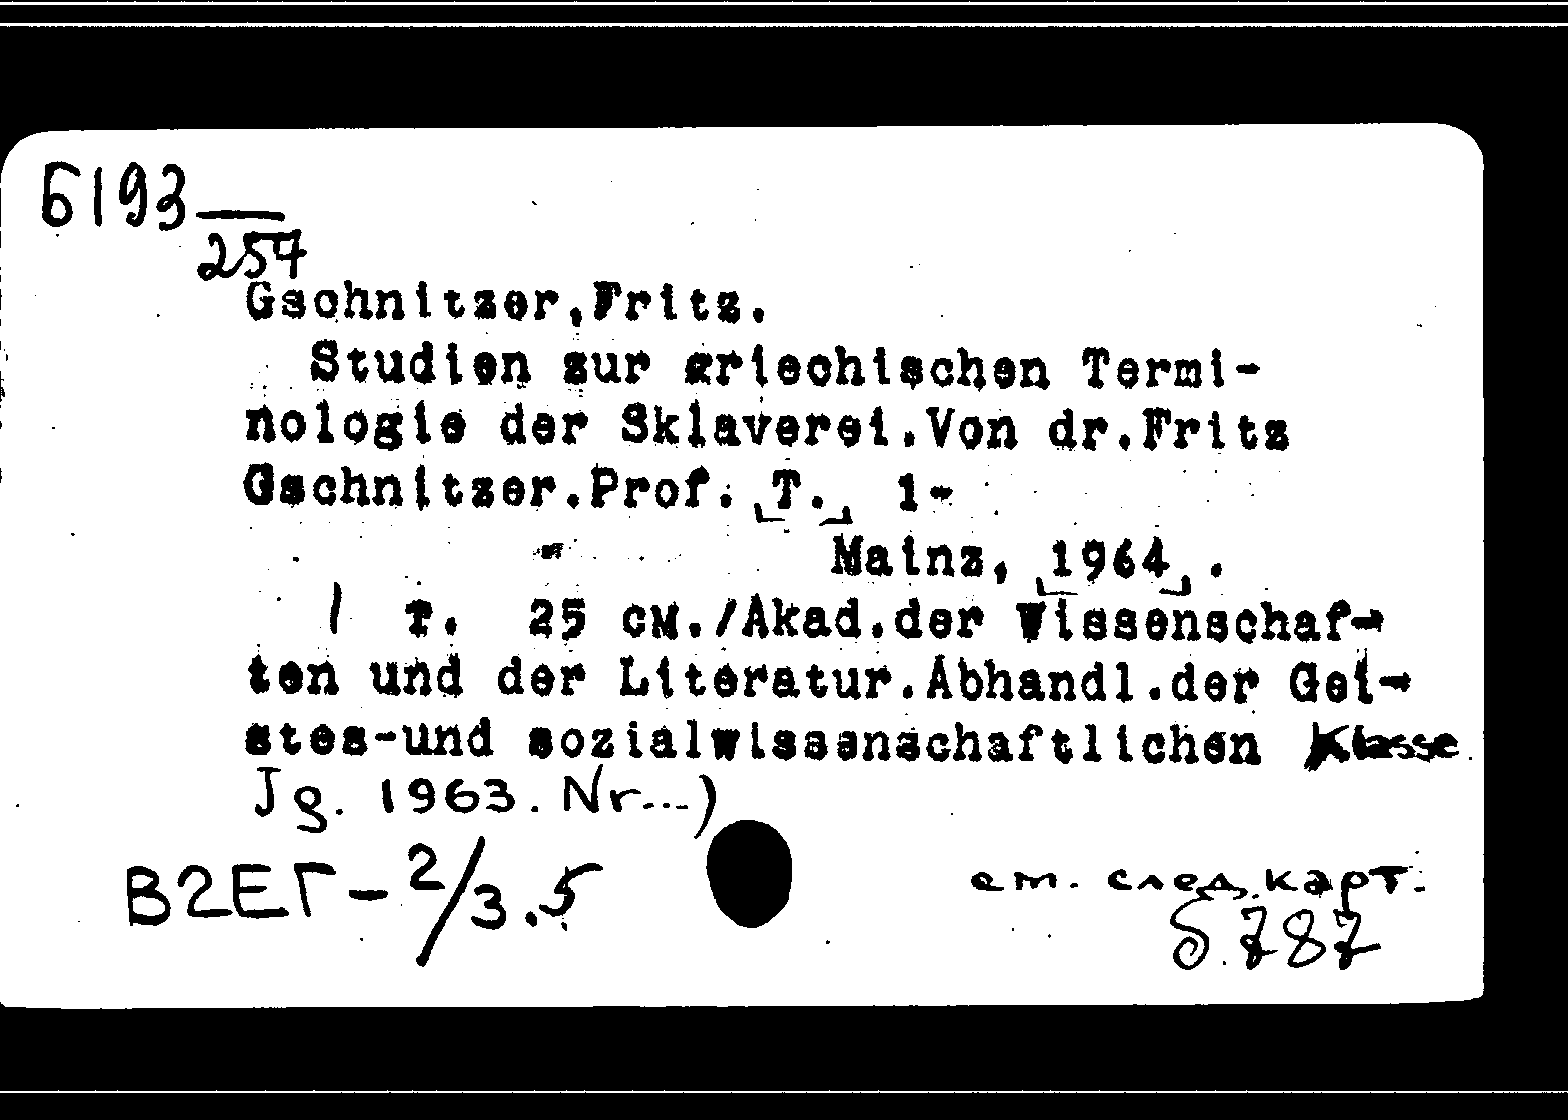 6193
257
Gschnitzer,Fritz.
Studien zur griechischen Termi-
nologie der Sklaverei.Von dr.Fritz
Gschnitzer.Prof. T. 1-
Mainz, 1964 .
1 т. 25 см./Akad.der Wissenschaf-
ten und der Literatur.Abhandl.der Gei-
stes-und sozialwissenschaftlichen Klasse.
Jg. 1963. Nr...)
В2ЕГ-2/3.5
см. след. карт.
б.787